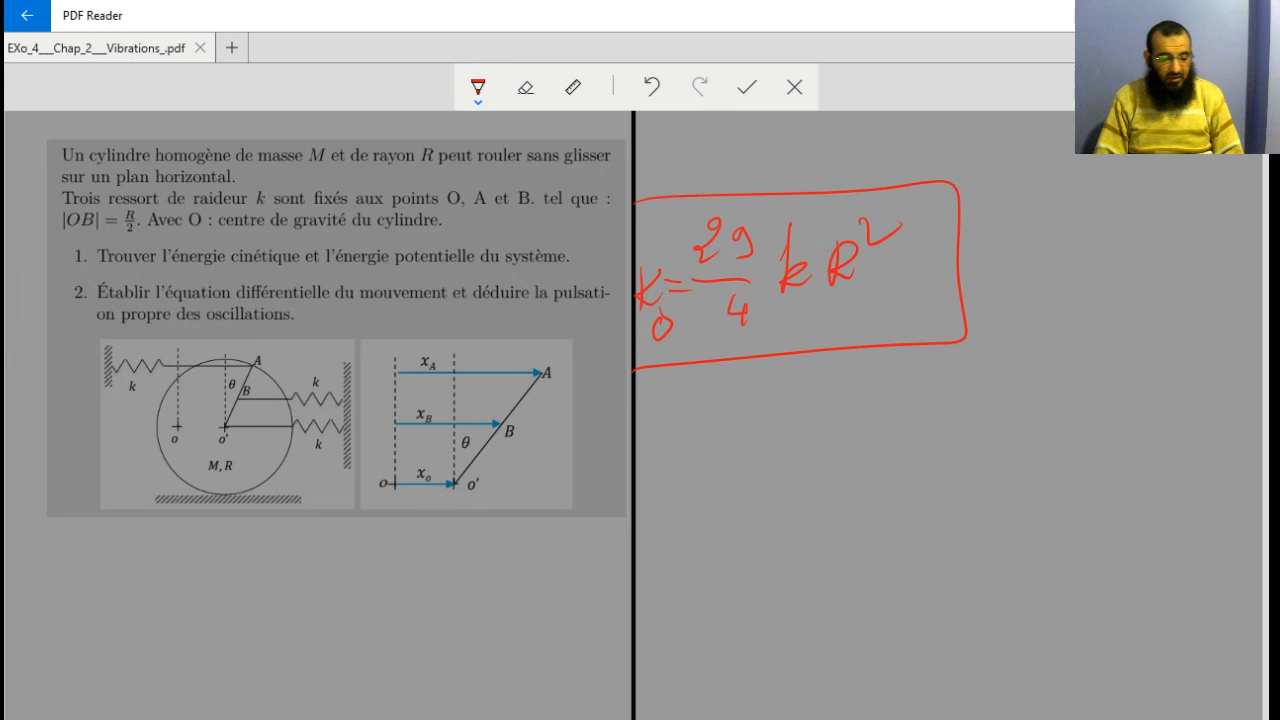 PDF Reader
EXo_4__Chap_2__Vibrations_.pdf
Un cylindre homogène de masse M et de rayon R peut rouler sans glisser
sur un plan horizontal.
Trois ressort de raideur k sont fixés aux points O, A et B. tel que :
|OB| = R/2. Avec O : centre de gravité du cylindre.
1. Trouver l'énergie cinétique et l'énergie potentielle du système.
2. Établir l'équation différentielle du mouvement et déduire la pulsati-
on propre des oscillations.
A
k
θ
B
k
o
o'
k
M, R
x_A
A
x_B
B
θ
o
x_o
o'
K_0 = 29/4 k R²